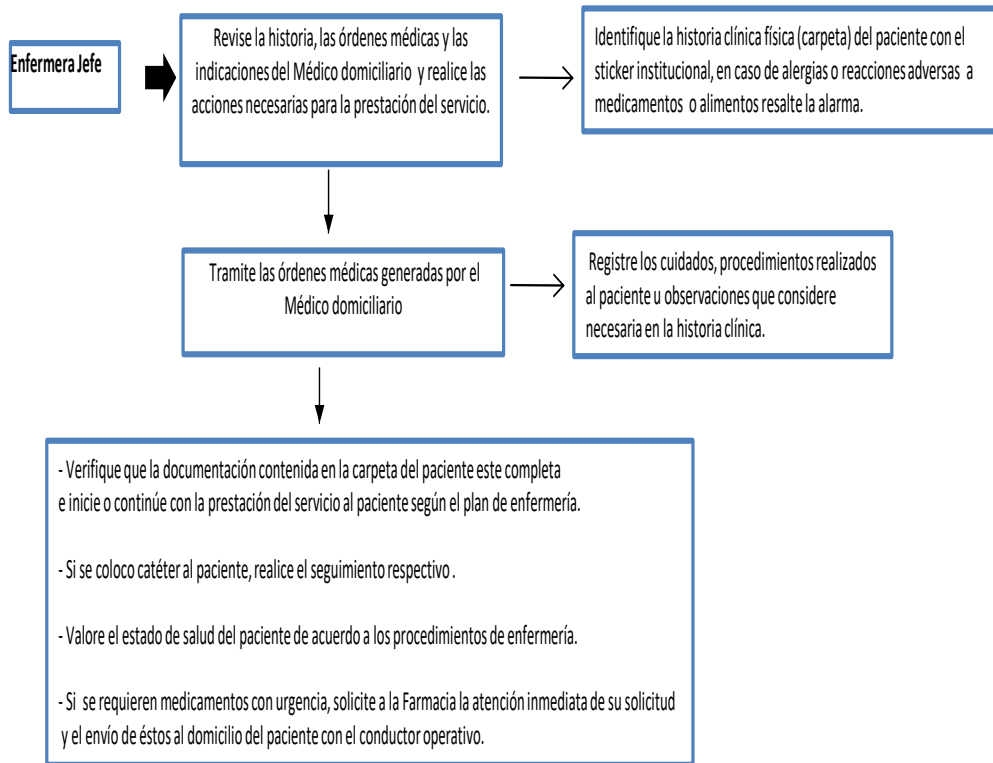 Enfermera Jefe
Revise la historia, las órdenes médicas y las
indicaciones del Médico domiciliario y realice las
acciones necesarias para la prestación del servicio.
Identifique la historia clínica física (carpeta) del paciente con el
sticker institucional, en caso de alergias o reacciones adversas a
medicamentos o alimentos resalte la alarma.
Tramite las órdenes médicas generadas por el
Médico domiciliario
Registre los cuidados, procedimientos realizados
al paciente u observaciones que considere
necesaria en la historia clínica.
- Verifique que la documentación contenida en la carpeta del paciente este completa
e inicie o continúe con la prestación del servicio al paciente según el plan de enfermería.
- Si se coloco catéter al paciente, realice el seguimiento respectivo .
- Valore el estado de salud del paciente de acuerdo a los procedimientos de enfermería.
- Si se requieren medicamentos con urgencia, solicite a la Farmacia la atención inmediata de su solicitud
y el envío de éstos al domicilio del paciente con el conductor operativo.